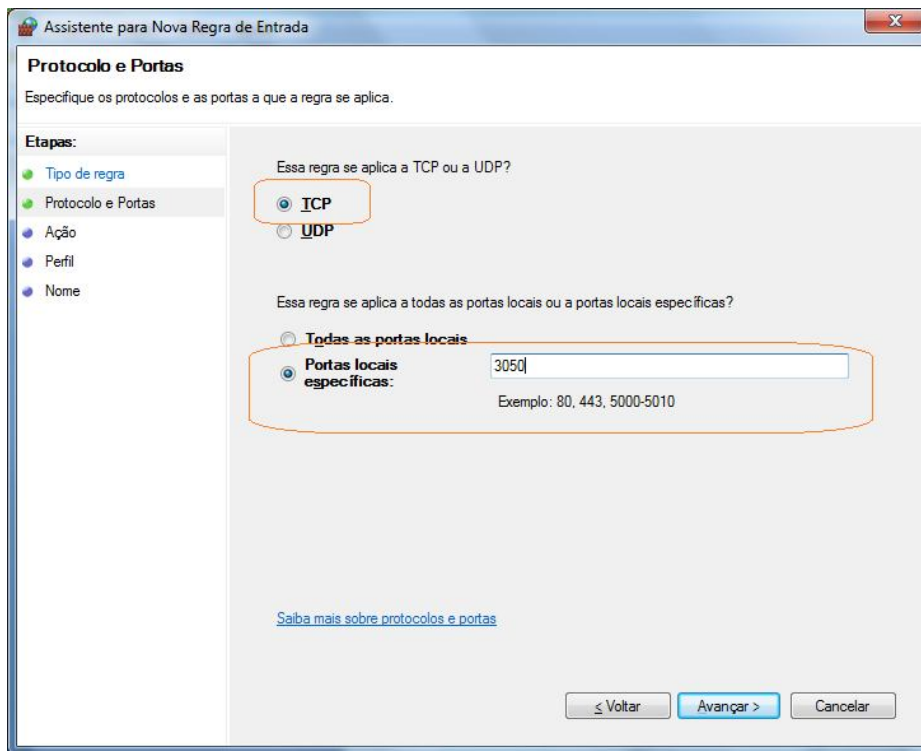 Assistente para Nova Regra de Entrada
Protocolo e Portas
Especifique os protocolos e as portas a que a regra se aplica.
Etapas:
Tipo de regra
Protocolo e Portas
Ação
Perfil
Nome
Essa regra se aplica a TCP ou a UDP?
TCP
UDP
Essa regra se aplica a todas as portas locais ou a portas locais específicas?
Todas as portas locais
Portas locais
específicas:
3050
Exemplo: 80, 443, 5000-5010
Saiba mais sobre protocolos e portas
< Voltar
Avançar >
Cancelar